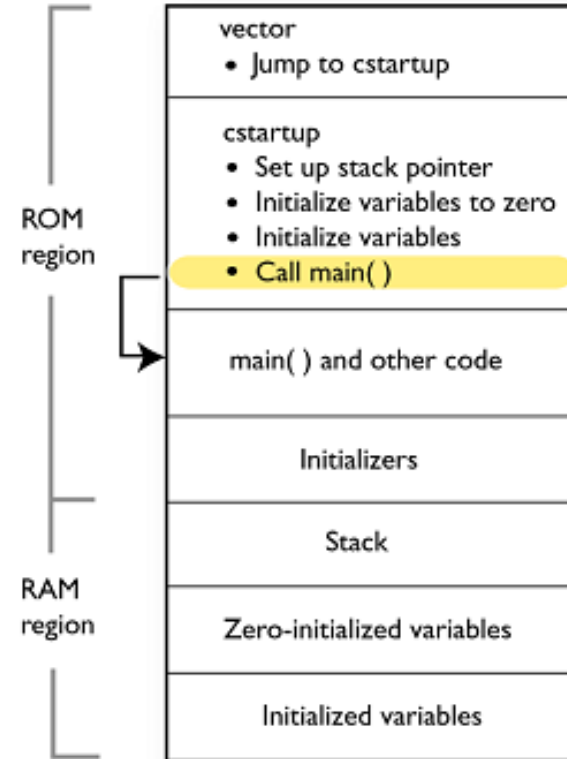 vector
• Jump to cstartup
cstartup
• Set up stack pointer
• Initialize variables to zero
• Initialize variables
• Call main( )
ROM
region
main( ) and other code
Initializers
Stack
RAM
region
Zero-initialized variables
Initialized variables